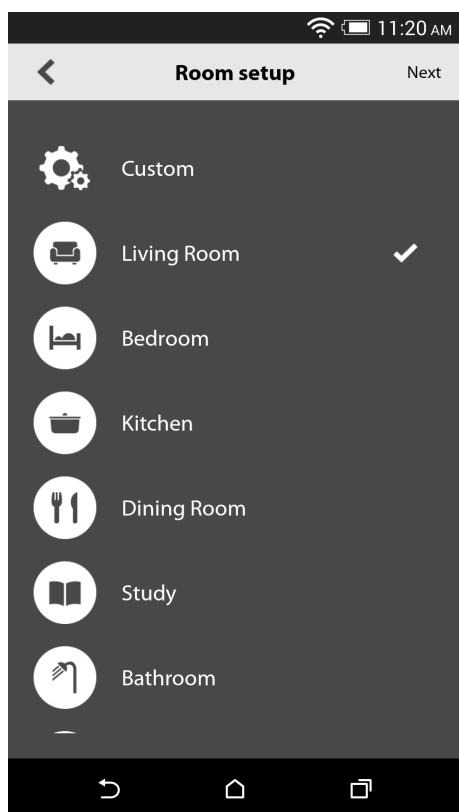 11:20 AM
Room setup Next
Custom
Living Room
Bedroom
Kitchen
Dining Room
Study
Bathroom